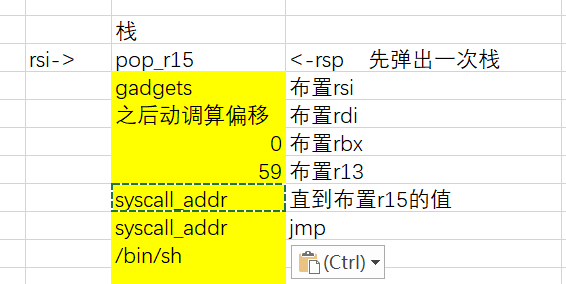 栈
rsi-> pop_r15 <-rsp 先弹出一次栈
gadgets 布置rsi
之后动调算偏移 布置rdi
0 布置rbx
59 布置r13
syscall_addr 直到布置r15的值
syscall_addr jmp
/bin/sh
(Ctrl)